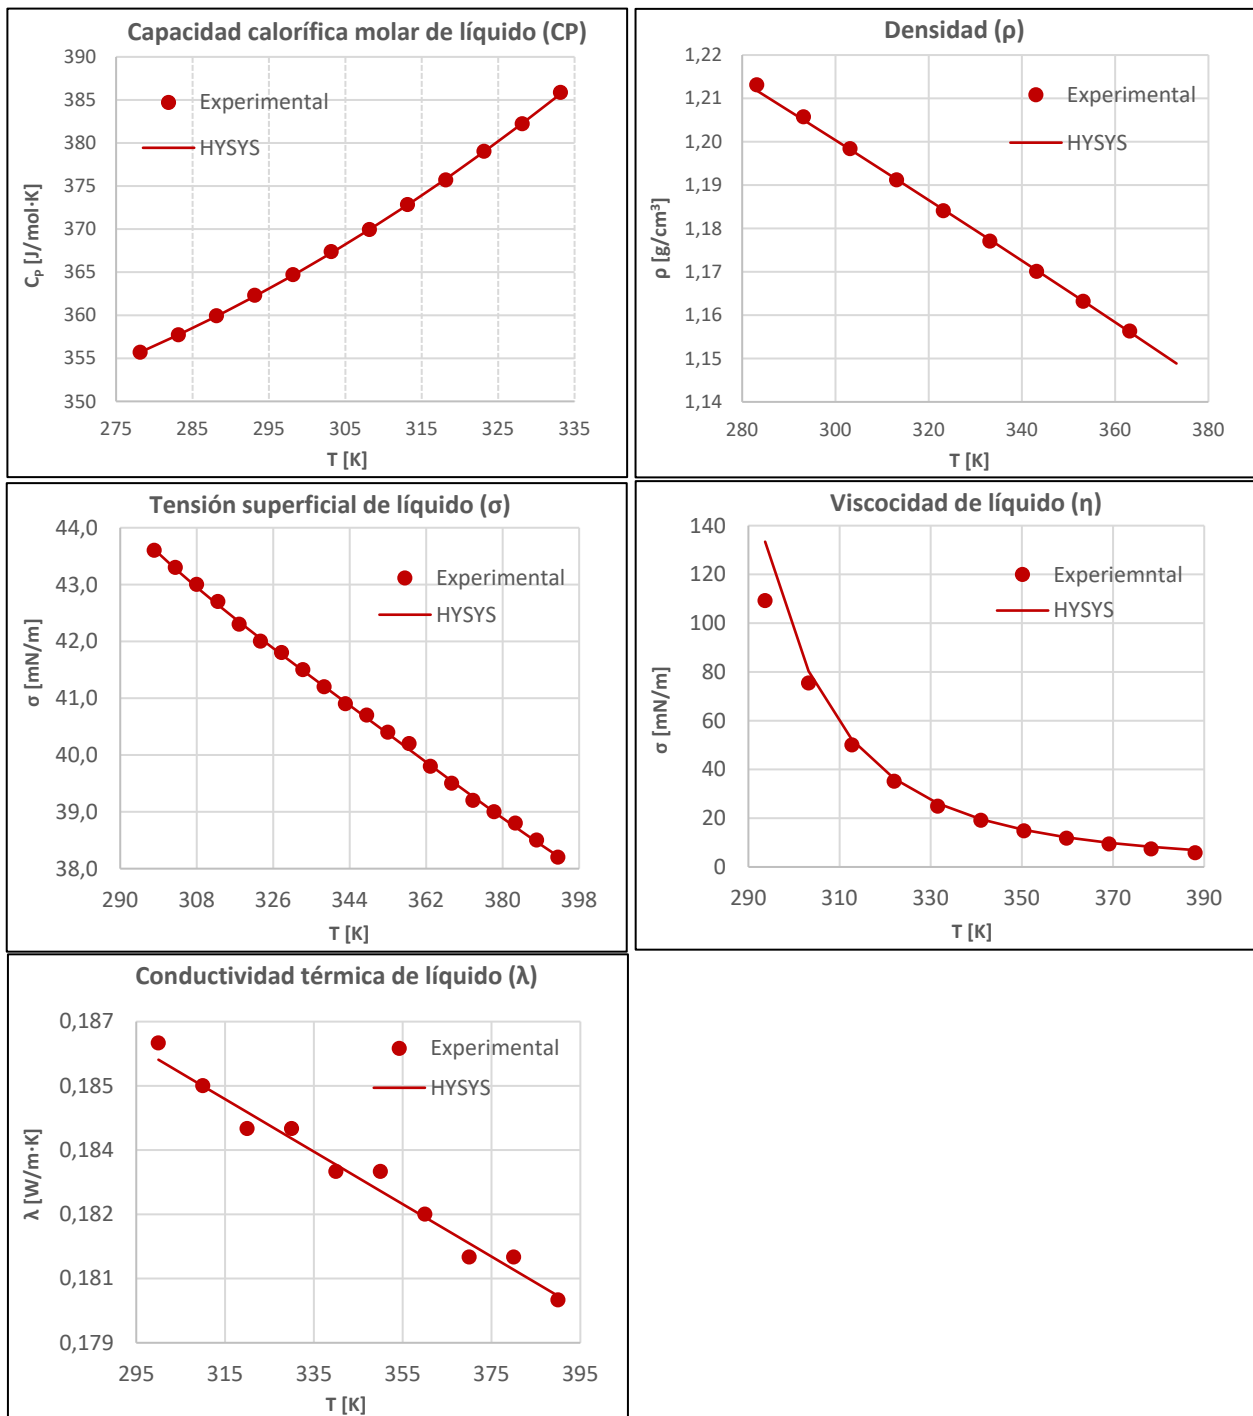 Capacidad calorífica molar de líquido (CP)
390
385
380
375
370
365
360
355
350
Experimental
HYSYS
Cₚ [J/mol·K]
275
285
295
305
315
325
335
T [K]
Densidad (ρ)
1,22
1,21
1,20
1,19
1,18
1,17
1,16
1,15
1,14
Experimental
HYSYS
ρ [g/cm³]
280
300
320
340
360
380
T [K]
Tensión superficial de líquido (σ)
44,0
43,0
42,0
41,0
40,0
39,0
38,0
Experimental
HYSYS
σ [mN/m]
290
308
326
344
362
380
398
T [K]
Viscocidad de líquido (η)
140
120
100
80
60
40
20
0
Experiemntal
HYSYS
σ [mN/m]
290
310
330
350
370
390
T [K]
Conductividad térmica de líquido (λ)
0,187
0,185
0,184
0,182
0,181
0,179
Experimental
HYSYS
λ [W/m·K]
295
315
335
355
375
395
T [K]